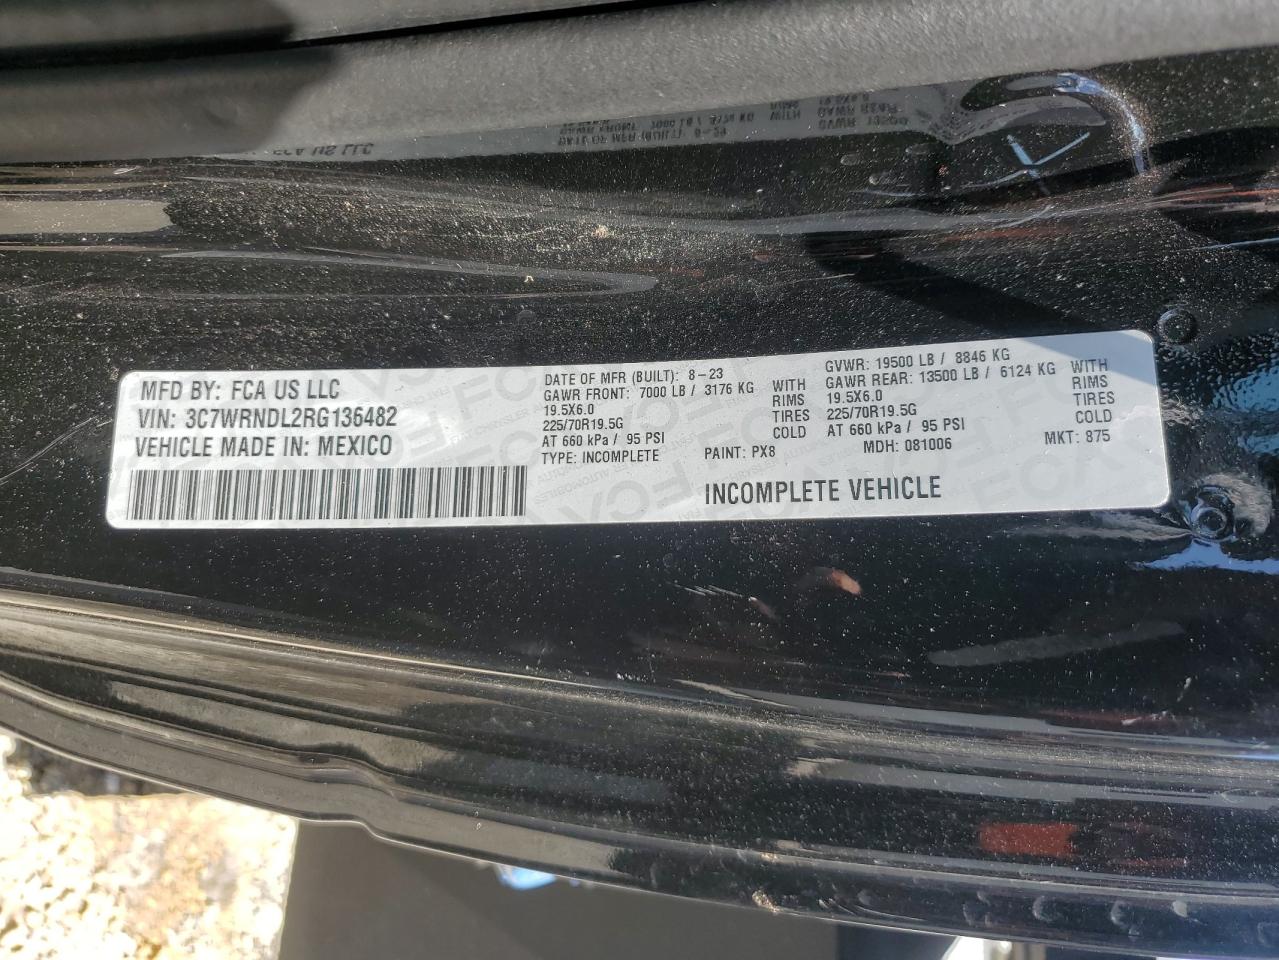 MFD BY: FCA US LLC
VIN: 3C7WRNDL2RG136482
VEHICLE MADE IN: MEXICO
DATE OF MFR (BUILT): 8-23
GAWR FRONT: 7000 LB / 3176 KG WITH
19.5X6.0 RIMS
225/70R19.5G TIRES
AT 660 kPa / 95 PSI COLD
TYPE: INCOMPLETE PAINT: PX8
GVWR: 19500 LB / 8846 KG
GAWR REAR: 13500 LB / 6124 KG WITH
19.5X6.0 RIMS
225/70R19.5G TIRES
AT 660 kPa / 95 PSI COLD
MDH: 081006 MKT: 875
INCOMPLETE VEHICLE